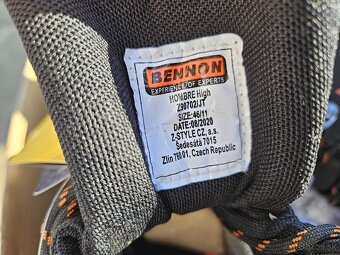 BENNON
EXPERIENCE OF EXPERTS
HOMBRE High
Z90702/JT
SIZE:46/11
DATE:08/2020
Z-STYLE CZ, a.s.
Šedesátá 7015
Zlín 760 01, Czech Republic